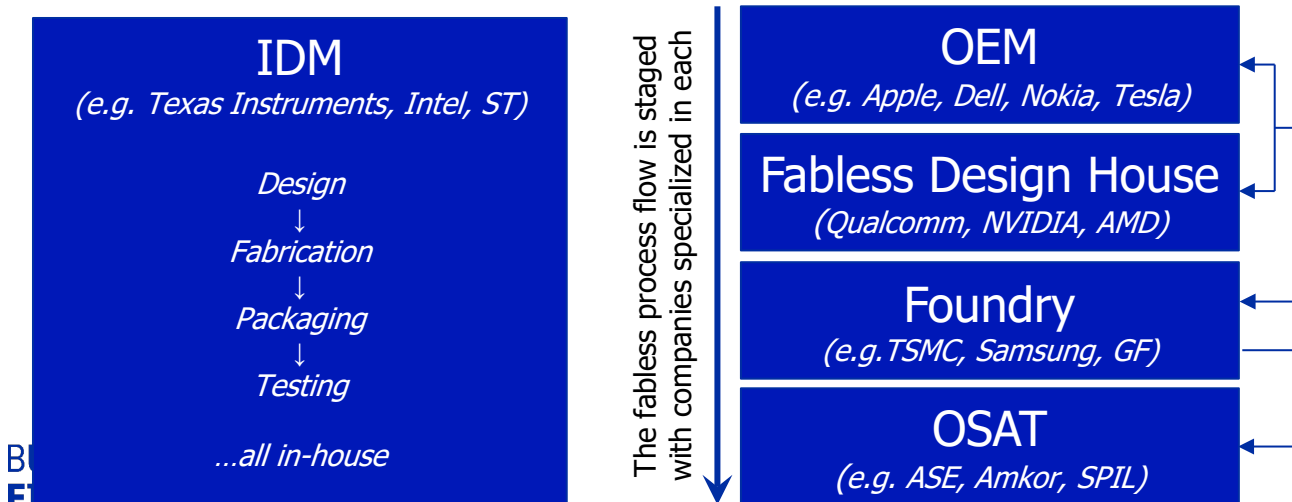 IDM
(e.g. Texas Instruments, Intel, ST)
Design
↓
Fabrication
↓
Packaging
↓
Testing
...all in-house
The fabless process flow is staged
with companies specialized in each
OEM
(e.g. Apple, Dell, Nokia, Tesla)
Fabless Design House
(Qualcomm, NVIDIA, AMD)
Foundry
(e.g.TSMC, Samsung, GF)
OSAT
(e.g. ASE, Amkor, SPIL)